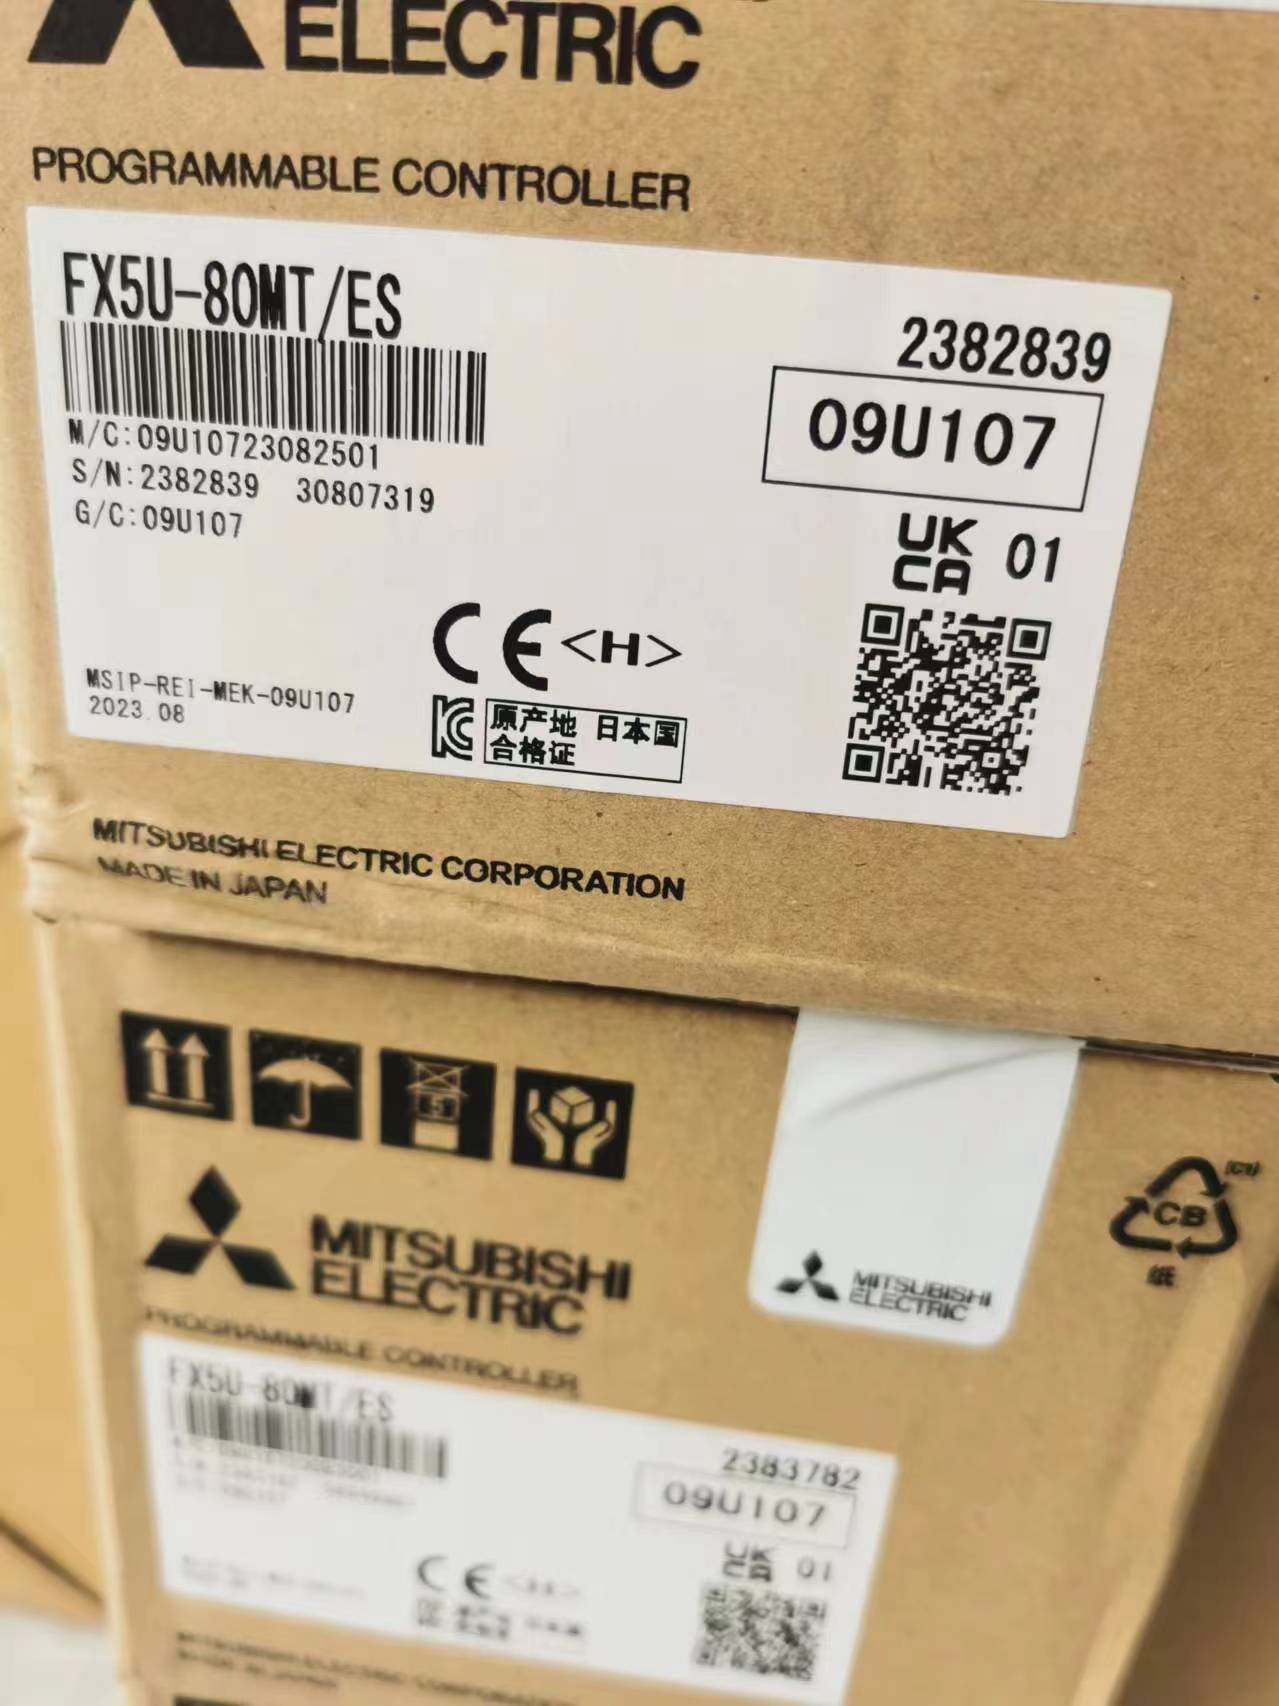 ELECTRIC
PROGRAMMABLE CONTROLLER
FX5U-80MT/ES
2382839
09U107
M/C:09U10723082501
S/N:2382839 30807319
G/C:09U107
UK
CA 01
CE <H>
MSIP-REI-MEK-09U107
2023.08
原产地 日本国
合格证
MITSUBISHI ELECTRIC CORPORATION
MADE IN JAPAN
5
MITSUBISHI
ELECTRIC
PROGRAMMABLE CONTROLLER
CB
纸
MITSUBISHI
ELECTRIC
FX5U-80MT/ES
2383782
09U107
UK
CA 01
CE